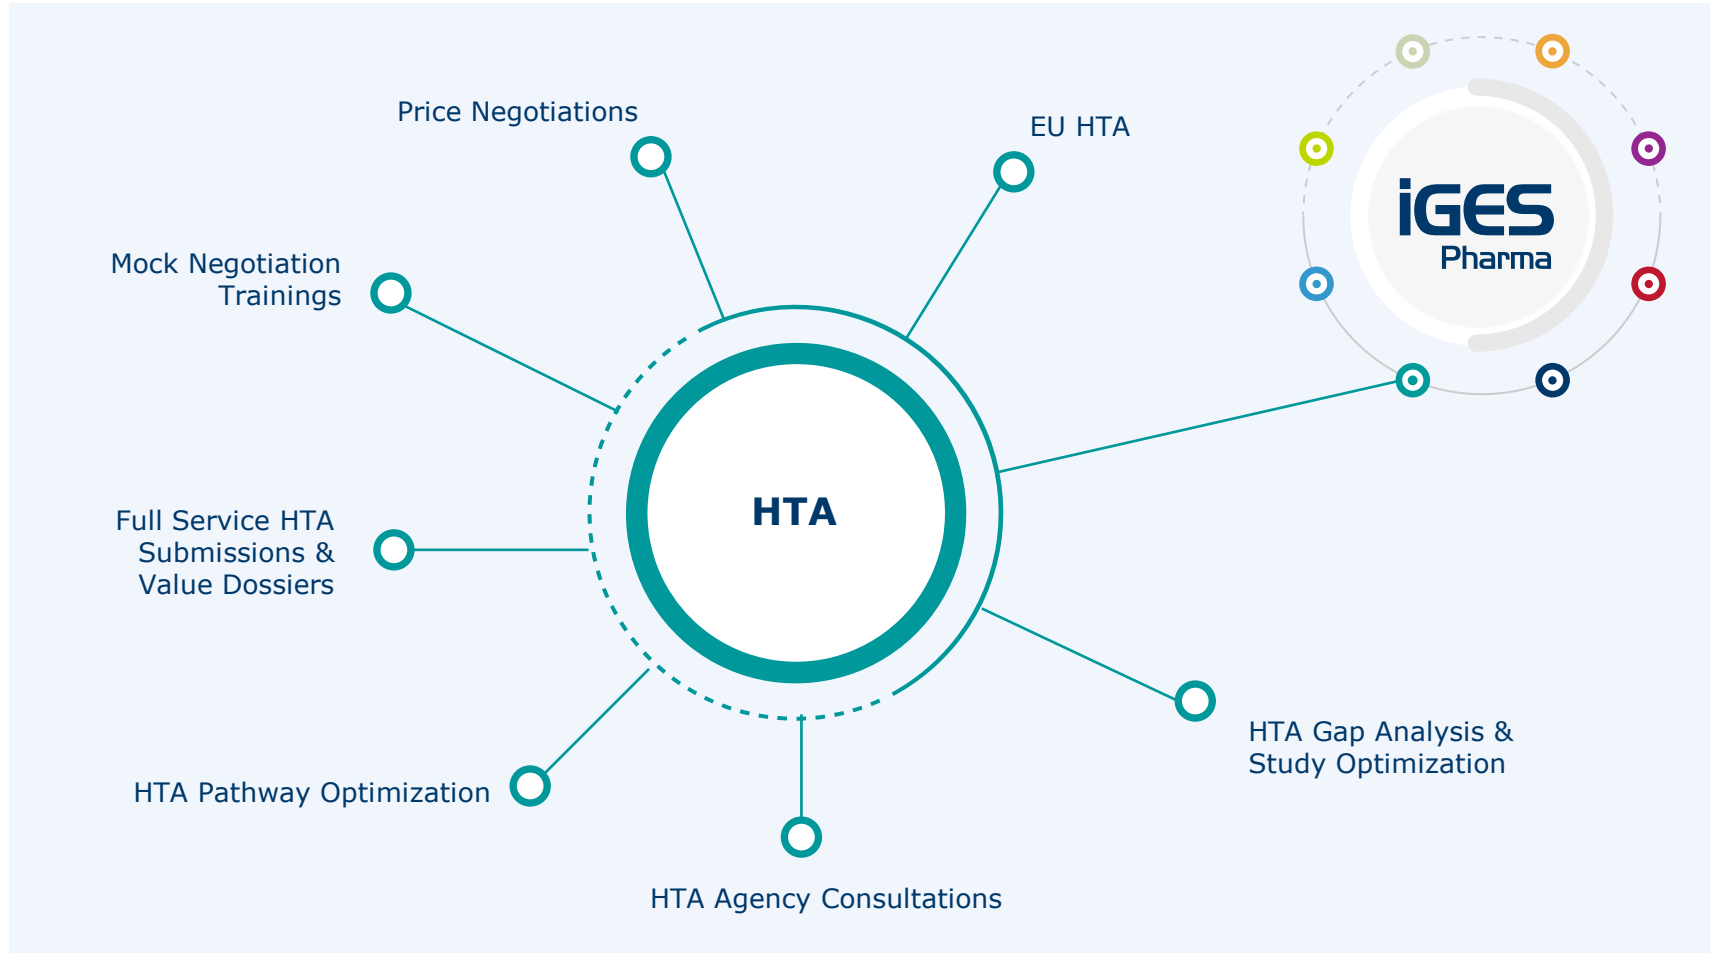 Price Negotiations
EU HTA
iGES
Pharma
Mock Negotiation
Trainings
HTA
Full Service HTA
Submissions &
Value Dossiers
HTA Gap Analysis &
Study Optimization
HTA Pathway Optimization
HTA Agency Consultations